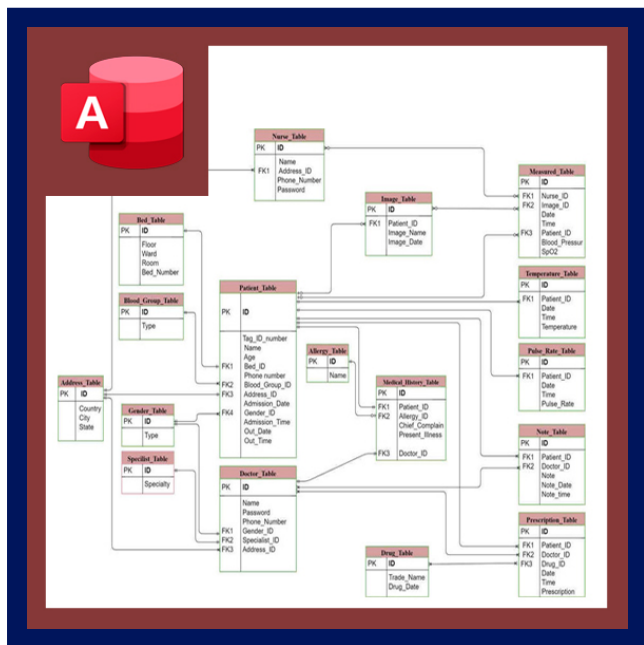 A
Nurse_Table
PK ID
Name
FK1 Address_ID
Phone_Number
Password
Measured_Table
PK ID
FK1 Nurse_ID
FK2 Image_ID
Date
Time
FK3 Patient_ID
Blood_Pressur
SpO2
Image_Table
PK ID
FK1 Patient_ID
Image_Name
Image_Date
Bed_Table
PK ID
Floor
Ward
Room
Bed_Number
Patient_Table
PK ID
Tag_ID_number
Name
Age
FK1 Bed_ID
Phone number
FK2 Blood_Group_ID
FK3 Address_ID
Admission_Date
FK4 Gender_ID
Admission_Time
Out_Date
Out_Time
Temperature_Table
PK ID
FK1 Patient_ID
Date
Time
Temperature
Blood_Group_Table
PK ID
Type
Allergy_Table
PK ID
Name
Pulse_Rate_Table
PK ID
FK1 Patient_ID
Date
Time
Pulse_Rate
Address_Table
PK ID
Country
City
State
Medical_History_Table
PK ID
FK1 Patient_ID
FK2 Allergy_ID
Chief_Complain
Present_Illness
FK3 Doctor_ID
Gender_Table
PK ID
Type
Note_Table
PK ID
FK1 Patient_ID
FK2 Doctor_ID
Note
Note_Date
Note_time
Specilist_Table
PK ID
Specialty
Doctor_Table
PK ID
Name
Password
Phone_Number
FK1 Gender_ID
FK2 Specialist_ID
FK3 Address_ID
Prescription_Table
PK ID
FK1 Patient_ID
FK2 Doctor_ID
FK3 Drug_ID
Date
Time
Prescription
Drug_Table
PK ID
Trade_Name
Drug_Date